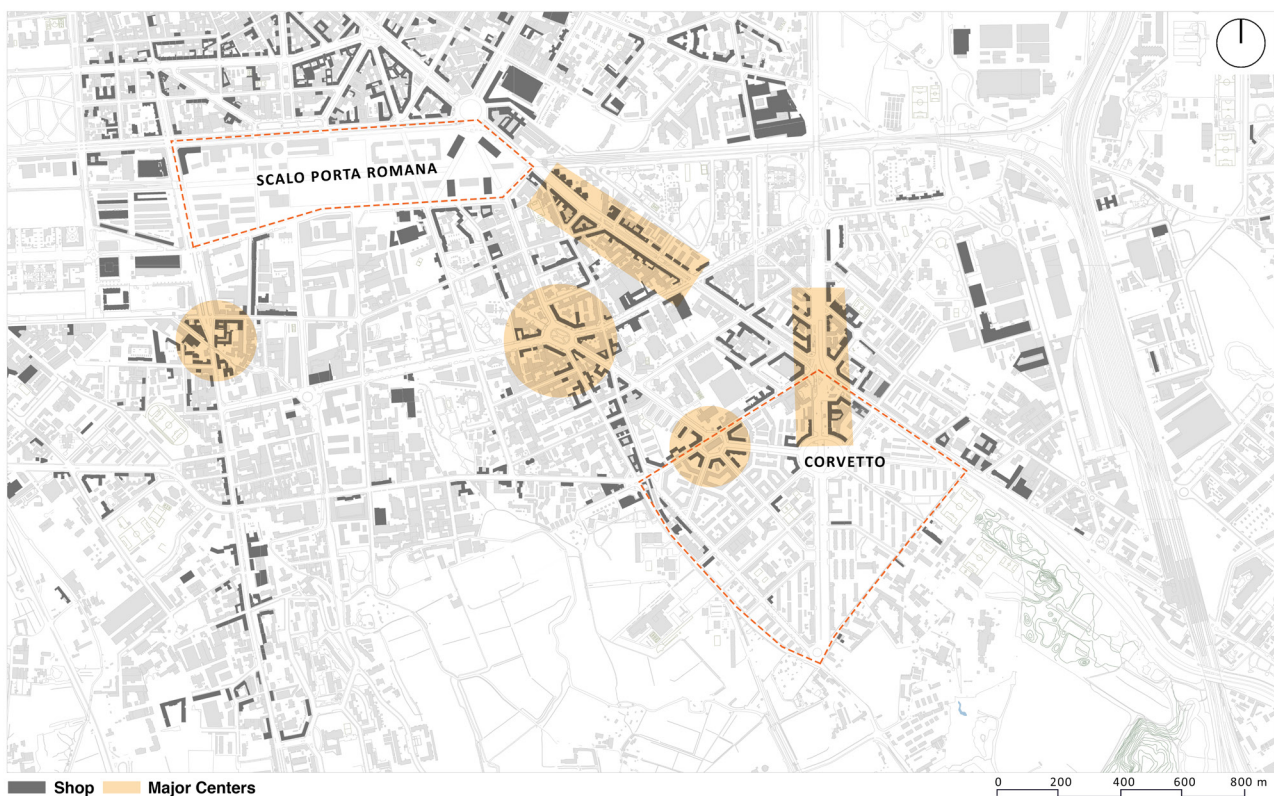 SCALO PORTA ROMANA
CORVETTO
Shop
Major Centers
0 200 400 600 800 m